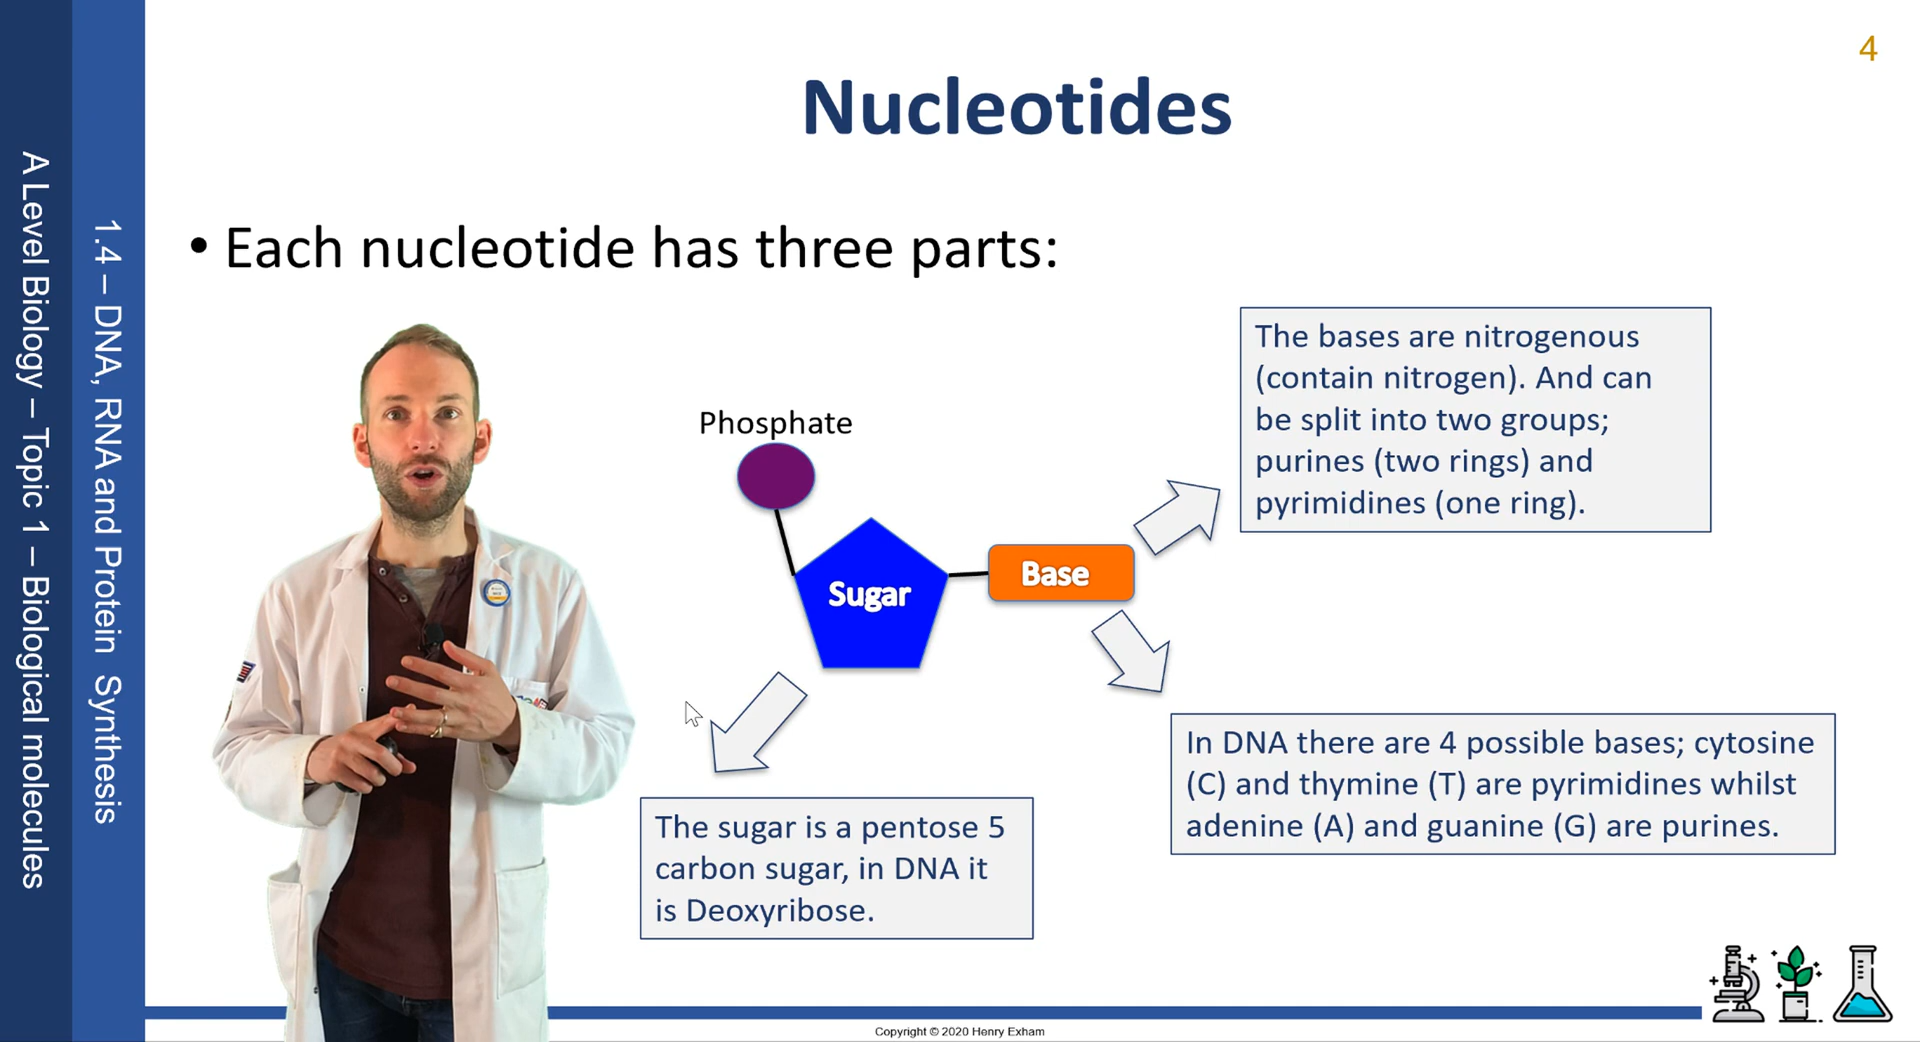 4
Nucleotides
• Each nucleotide has three parts:
A Level Biology – Topic 1 – Biological molecules
1.4 – DNA, RNA and Protein Synthesis
Phosphate
Sugar
Base
The bases are nitrogenous
(contain nitrogen). And can
be split into two groups;
purines (two rings) and
pyrimidines (one ring).
In DNA there are 4 possible bases; cytosine
(C) and thymine (T) are pyrimidines whilst
adenine (A) and guanine (G) are purines.
The sugar is a pentose 5
carbon sugar, in DNA it
is Deoxyribose.
Copyright © 2020 Henry Exham